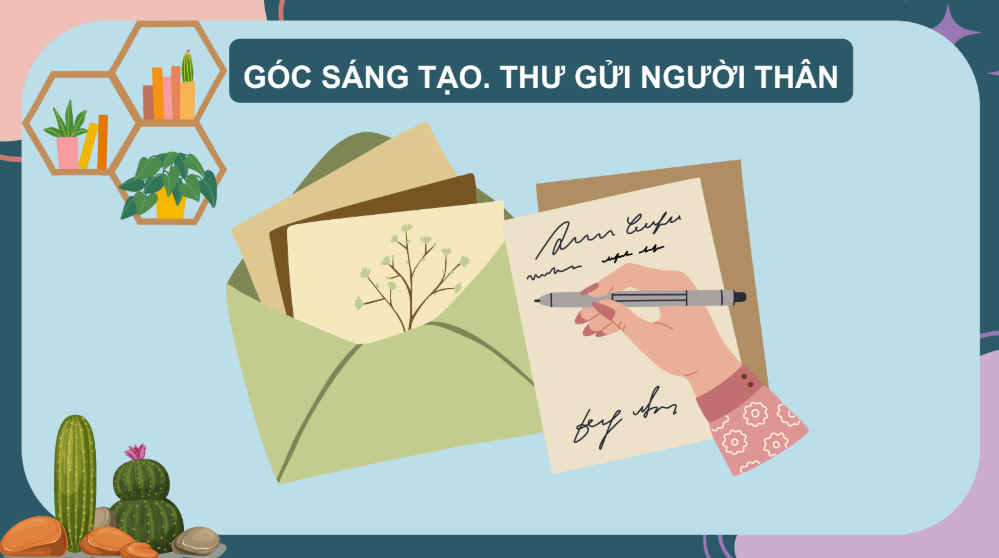 GÓC SÁNG TẠO. THƯ GỬI NGƯỜI THÂN